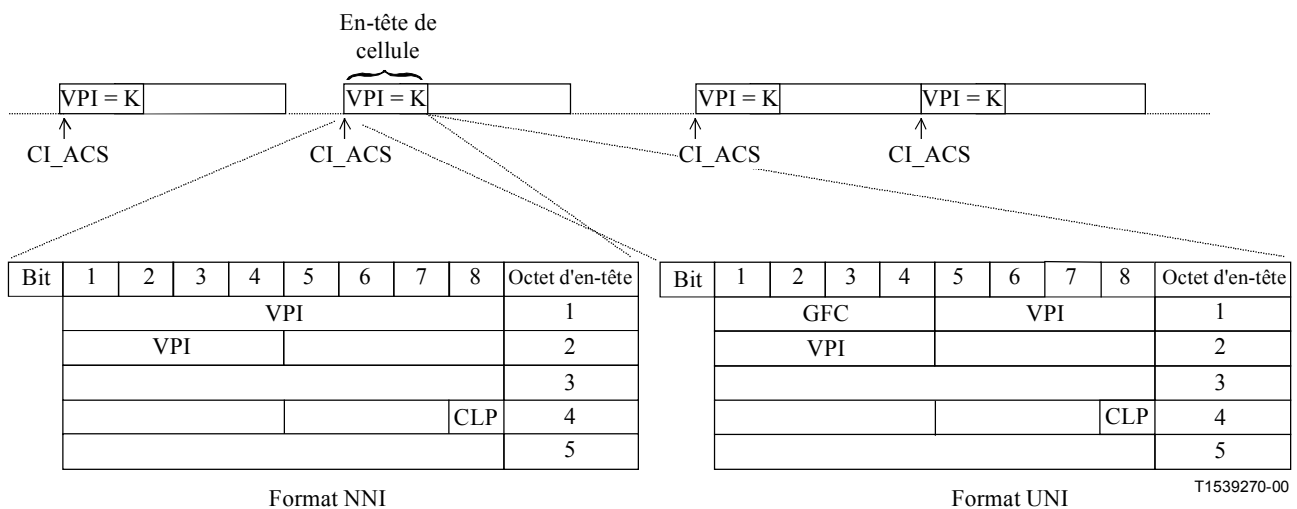 En-tête de
cellule
VPI = K VPI = K VPI = K VPI = K
CI_ACS CI_ACS CI_ACS CI_ACS
Bit 1 2 3 4 5 6 7 8 Octet d'en-tête
VPI 1
VPI 2
3
CLP 4
5
Format NNI
Bit 1 2 3 4 5 6 7 8 Octet d'en-tête
GFC VPI 1
VPI 2
3
CLP 4
5
Format UNI
T1539270-00